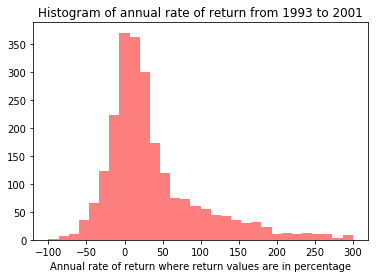 Histogram of annual rate of return from 1993 to 2001
350
300
250
200
150
100
50
0
−100 −50 0 50 100 150 200 250 300
Annual rate of return where return values are in percentage